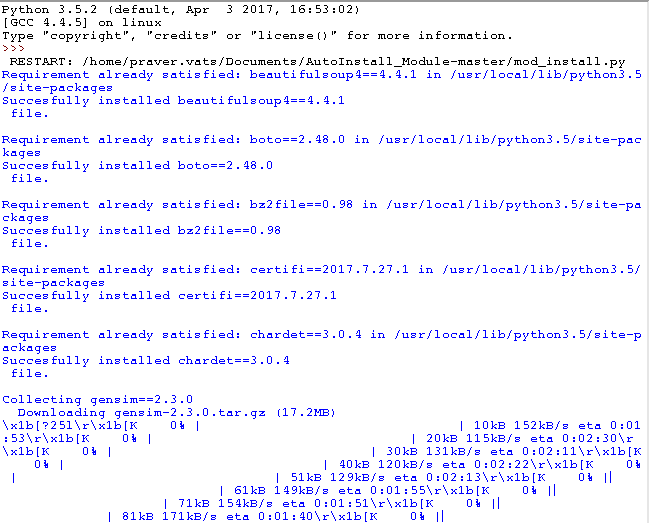 Python 3.5.2 (default, Apr  3 2017, 16:53:02)
[GCC 4.4.5] on linux
Type "copyright", "credits" or "license()" for more information.
>>>
 RESTART: /home/praver.vats/Documents/AutoInstall_Module-master/mod_install.py
Requirement already satisfied: beautifulsoup4==4.4.1 in /usr/local/lib/python3.5
/site-packages
Succesfully installed beautifulsoup4==4.4.1
 file.
Requirement already satisfied: boto==2.48.0 in /usr/local/lib/python3.5/site-pac
kages
Succesfully installed boto==2.48.0
 file.
Requirement already satisfied: bz2file==0.98 in /usr/local/lib/python3.5/site-pa
ckages
Succesfully installed bz2file==0.98
 file.
Requirement already satisfied: certifi==2017.7.27.1 in /usr/local/lib/python3.5/
site-packages
Succesfully installed certifi==2017.7.27.1
 file.
Requirement already satisfied: chardet==3.0.4 in /usr/local/lib/python3.5/site-p
ackages
Succesfully installed chardet==3.0.4
 file.
Collecting gensim==2.3.0
  Downloading gensim-2.3.0.tar.gz (17.2MB)
\x1b[?25l\r\x1b[K    0% |                                | 10kB 152kB/s eta 0:01
:53\r\x1b[K    0% |                                | 20kB 115kB/s eta 0:02:30\r
\x1b[K    0% |                                | 30kB 131kB/s eta 0:02:11\r\x1b[K
    0% |                                | 40kB 120kB/s eta 0:02:22\r\x1b[K    0%
 |                                | 51kB 129kB/s eta 0:02:13\r\x1b[K    0% ||
                               | 61kB 149kB/s eta 0:01:55\r\x1b[K    0% ||
                       | 71kB 154kB/s eta 0:01:51\r\x1b[K    0% ||
               | 81kB 171kB/s eta 0:01:40\r\x1b[K    0% ||